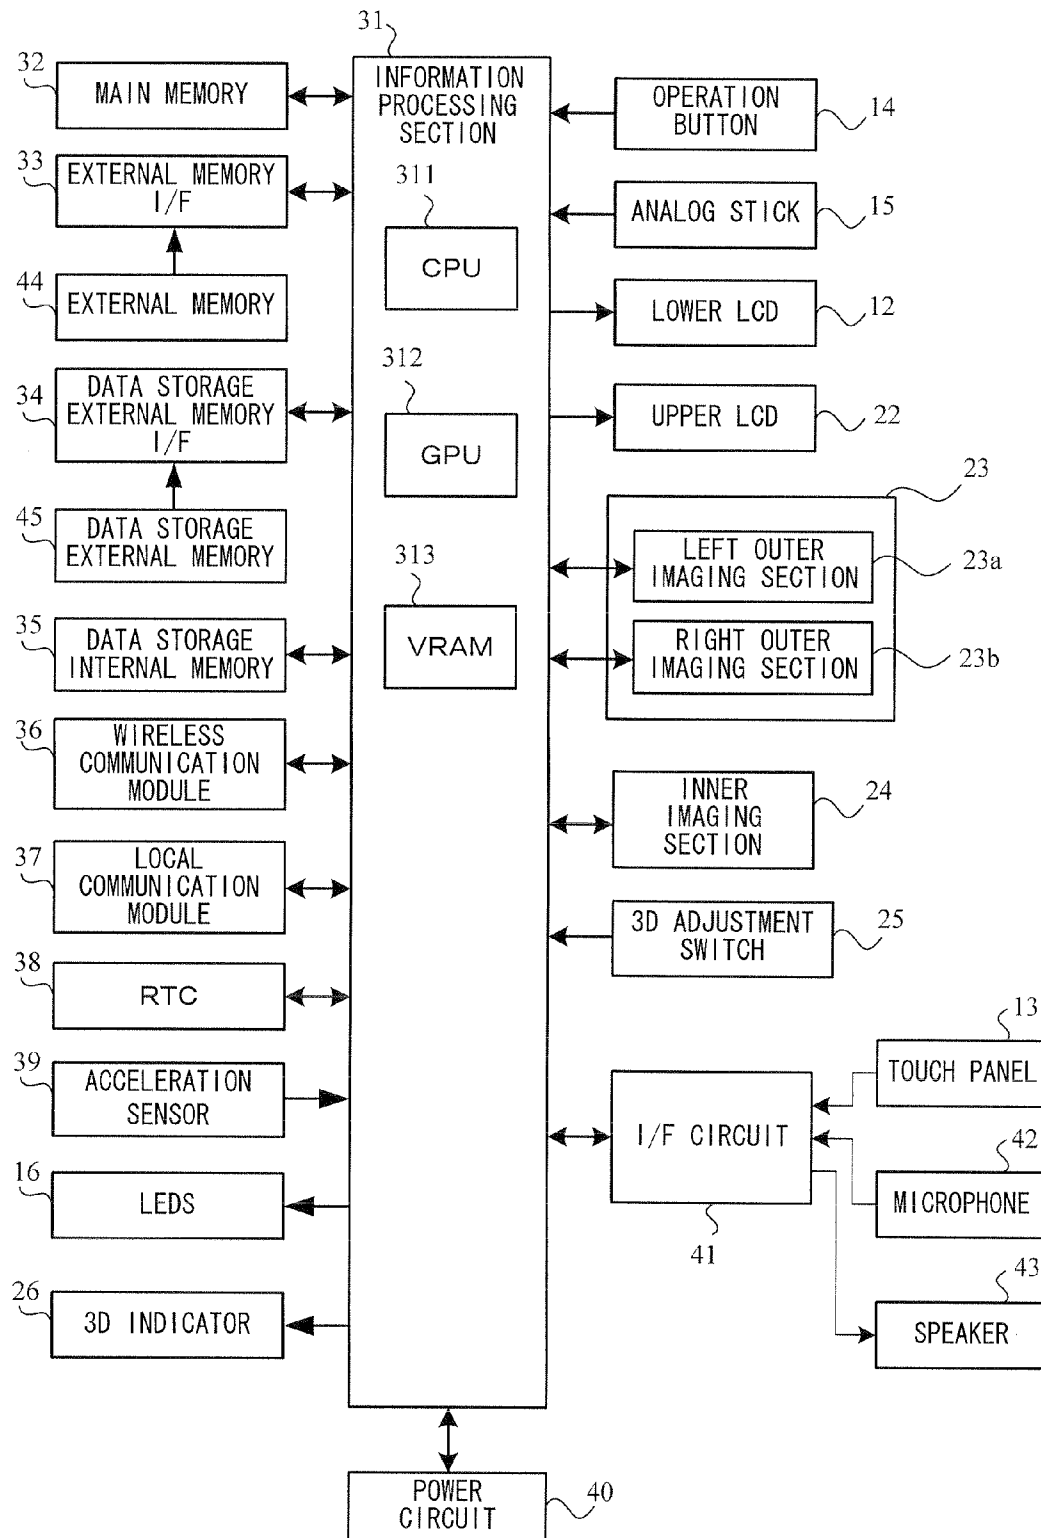 31
INFORMATION
PROCESSING
SECTION
32
MAIN MEMORY
33
EXTERNAL MEMORY
I/F
44
EXTERNAL MEMORY
34
DATA STORAGE
EXTERNAL MEMORY
I/F
45
DATA STORAGE
EXTERNAL MEMORY
35
DATA STORAGE
INTERNAL MEMORY
36
WIRELESS
COMMUNICATION
MODULE
37
LOCAL
COMMUNICATION
MODULE
38
RTC
39
ACCELERATION
SENSOR
16
LEDS
26
3D INDICATOR
311
CPU
312
GPU
313
VRAM
OPERATION
BUTTON
14
ANALOG STICK
15
LOWER LCD
12
UPPER LCD
22
23
LEFT OUTER
IMAGING SECTION
23a
RIGHT OUTER
IMAGING SECTION
23b
INNER
IMAGING
SECTION
24
3D ADJUSTMENT
SWITCH
25
I/F CIRCUIT
41
13
TOUCH PANEL
42
MICROPHONE
43
SPEAKER
POWER
CIRCUIT
40